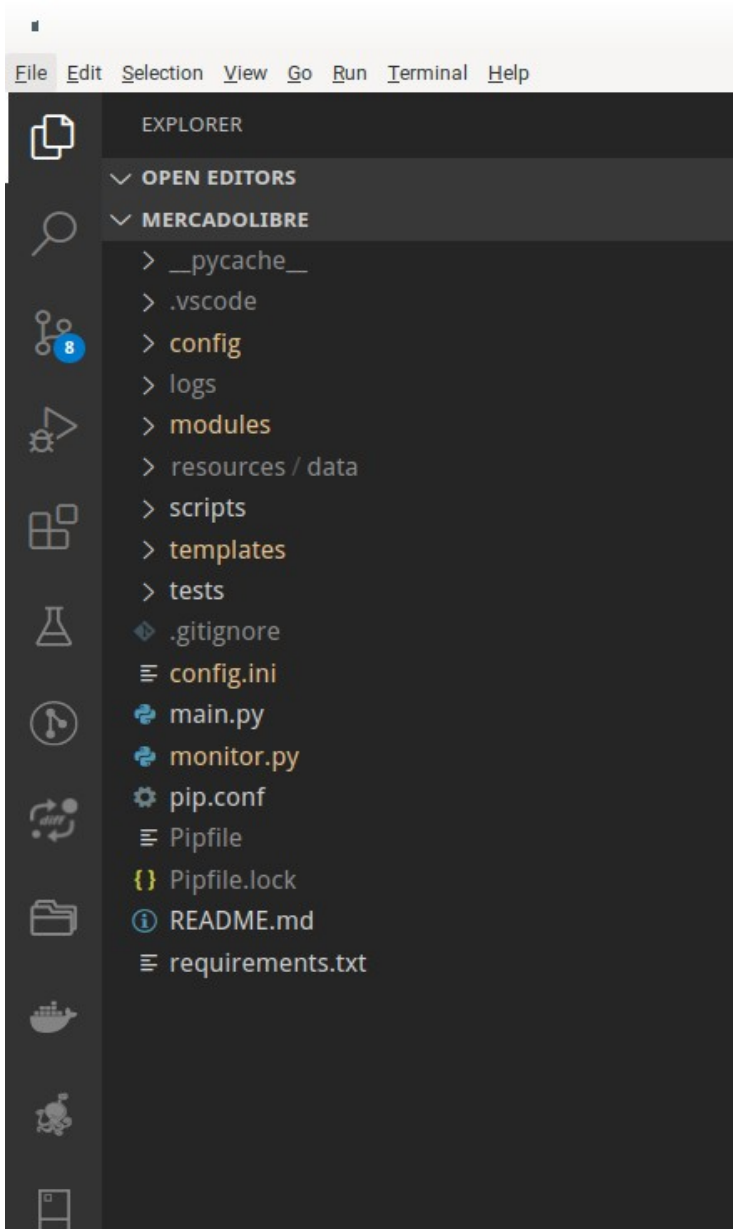 File Edit Selection View Go Run Terminal Help
EXPLORER
OPEN EDITORS
MERCADOLIBRE
__pycache__
.vscode
config
8
logs
modules
resources / data
scripts
templates
tests
.gitignore
config.ini
main.py
monitor.py
pip.conf
diff
Pipfile
{} Pipfile.lock
README.md
requirements.txt